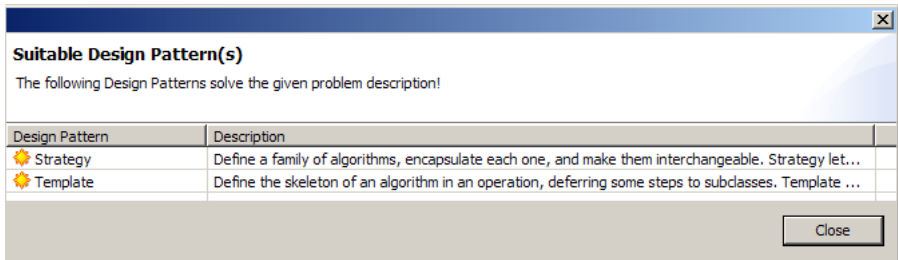 Suitable Design Pattern(s)
The following Design Patterns solve the given problem description!
Design Pattern Description
Strategy Define a family of algorithms, encapsulate each one, and make them interchangeable. Strategy let...
Template Define the skeleton of an algorithm in an operation, deferring some steps to subclasses. Template ...
Close